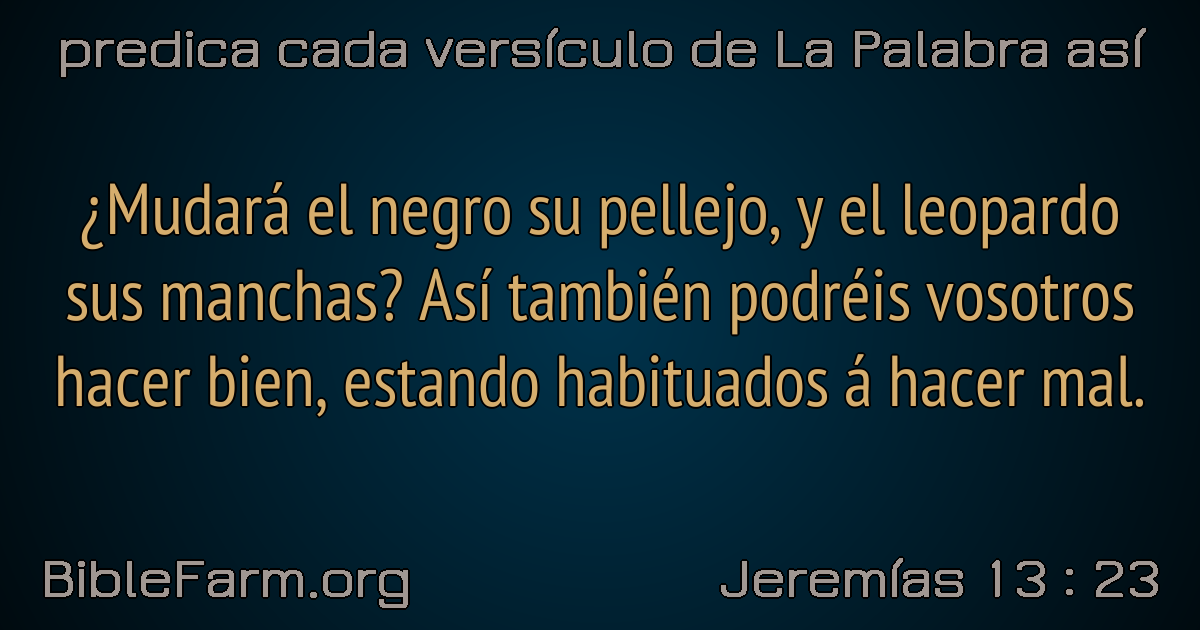 predica cada versículo de La Palabra así
¿Mudará el negro su pellejo, y el leopardo
sus manchas? Así también podréis vosotros
hacer bien, estando habituados á hacer mal.
BibleFarm.org
Jeremías 13 : 23